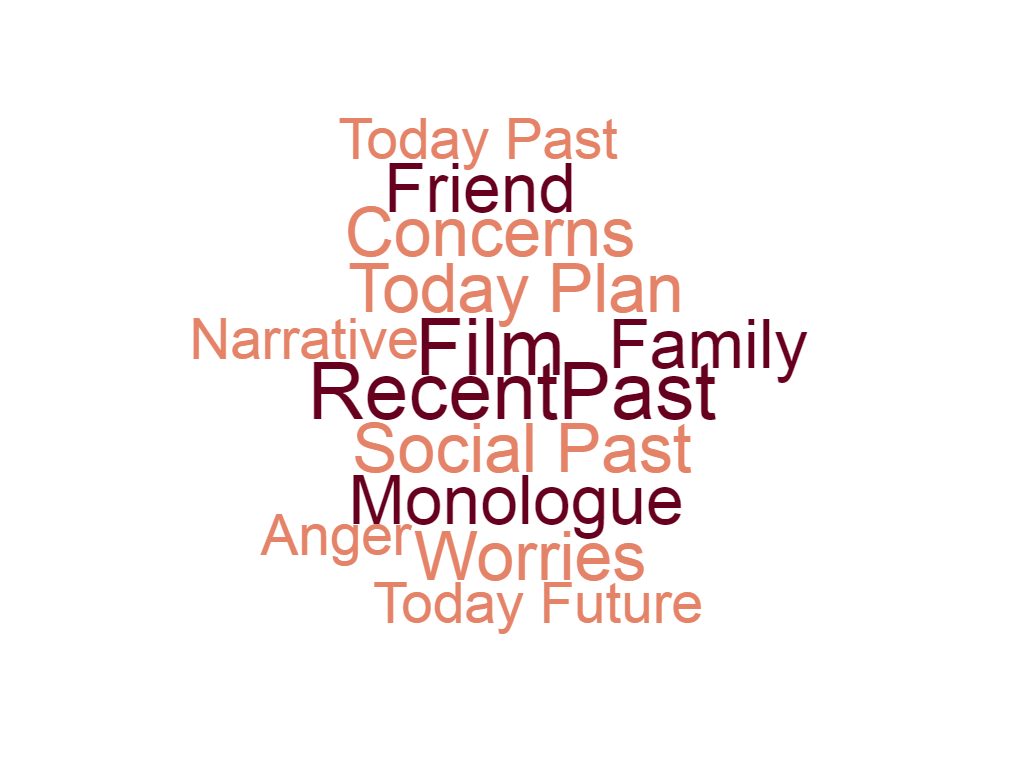 Today Past
Friend
Concerns
Today Plan
Narrative
Film
Family
RecentPast
Social Past
Monologue
Anger
Worries
Today Future